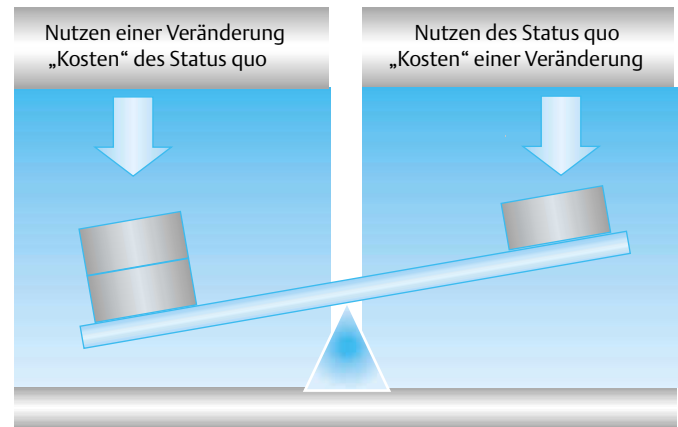 Nutzen einer Veränderung
„Kosten“ des Status quo
Nutzen des Status quo
„Kosten“ einer Veränderung